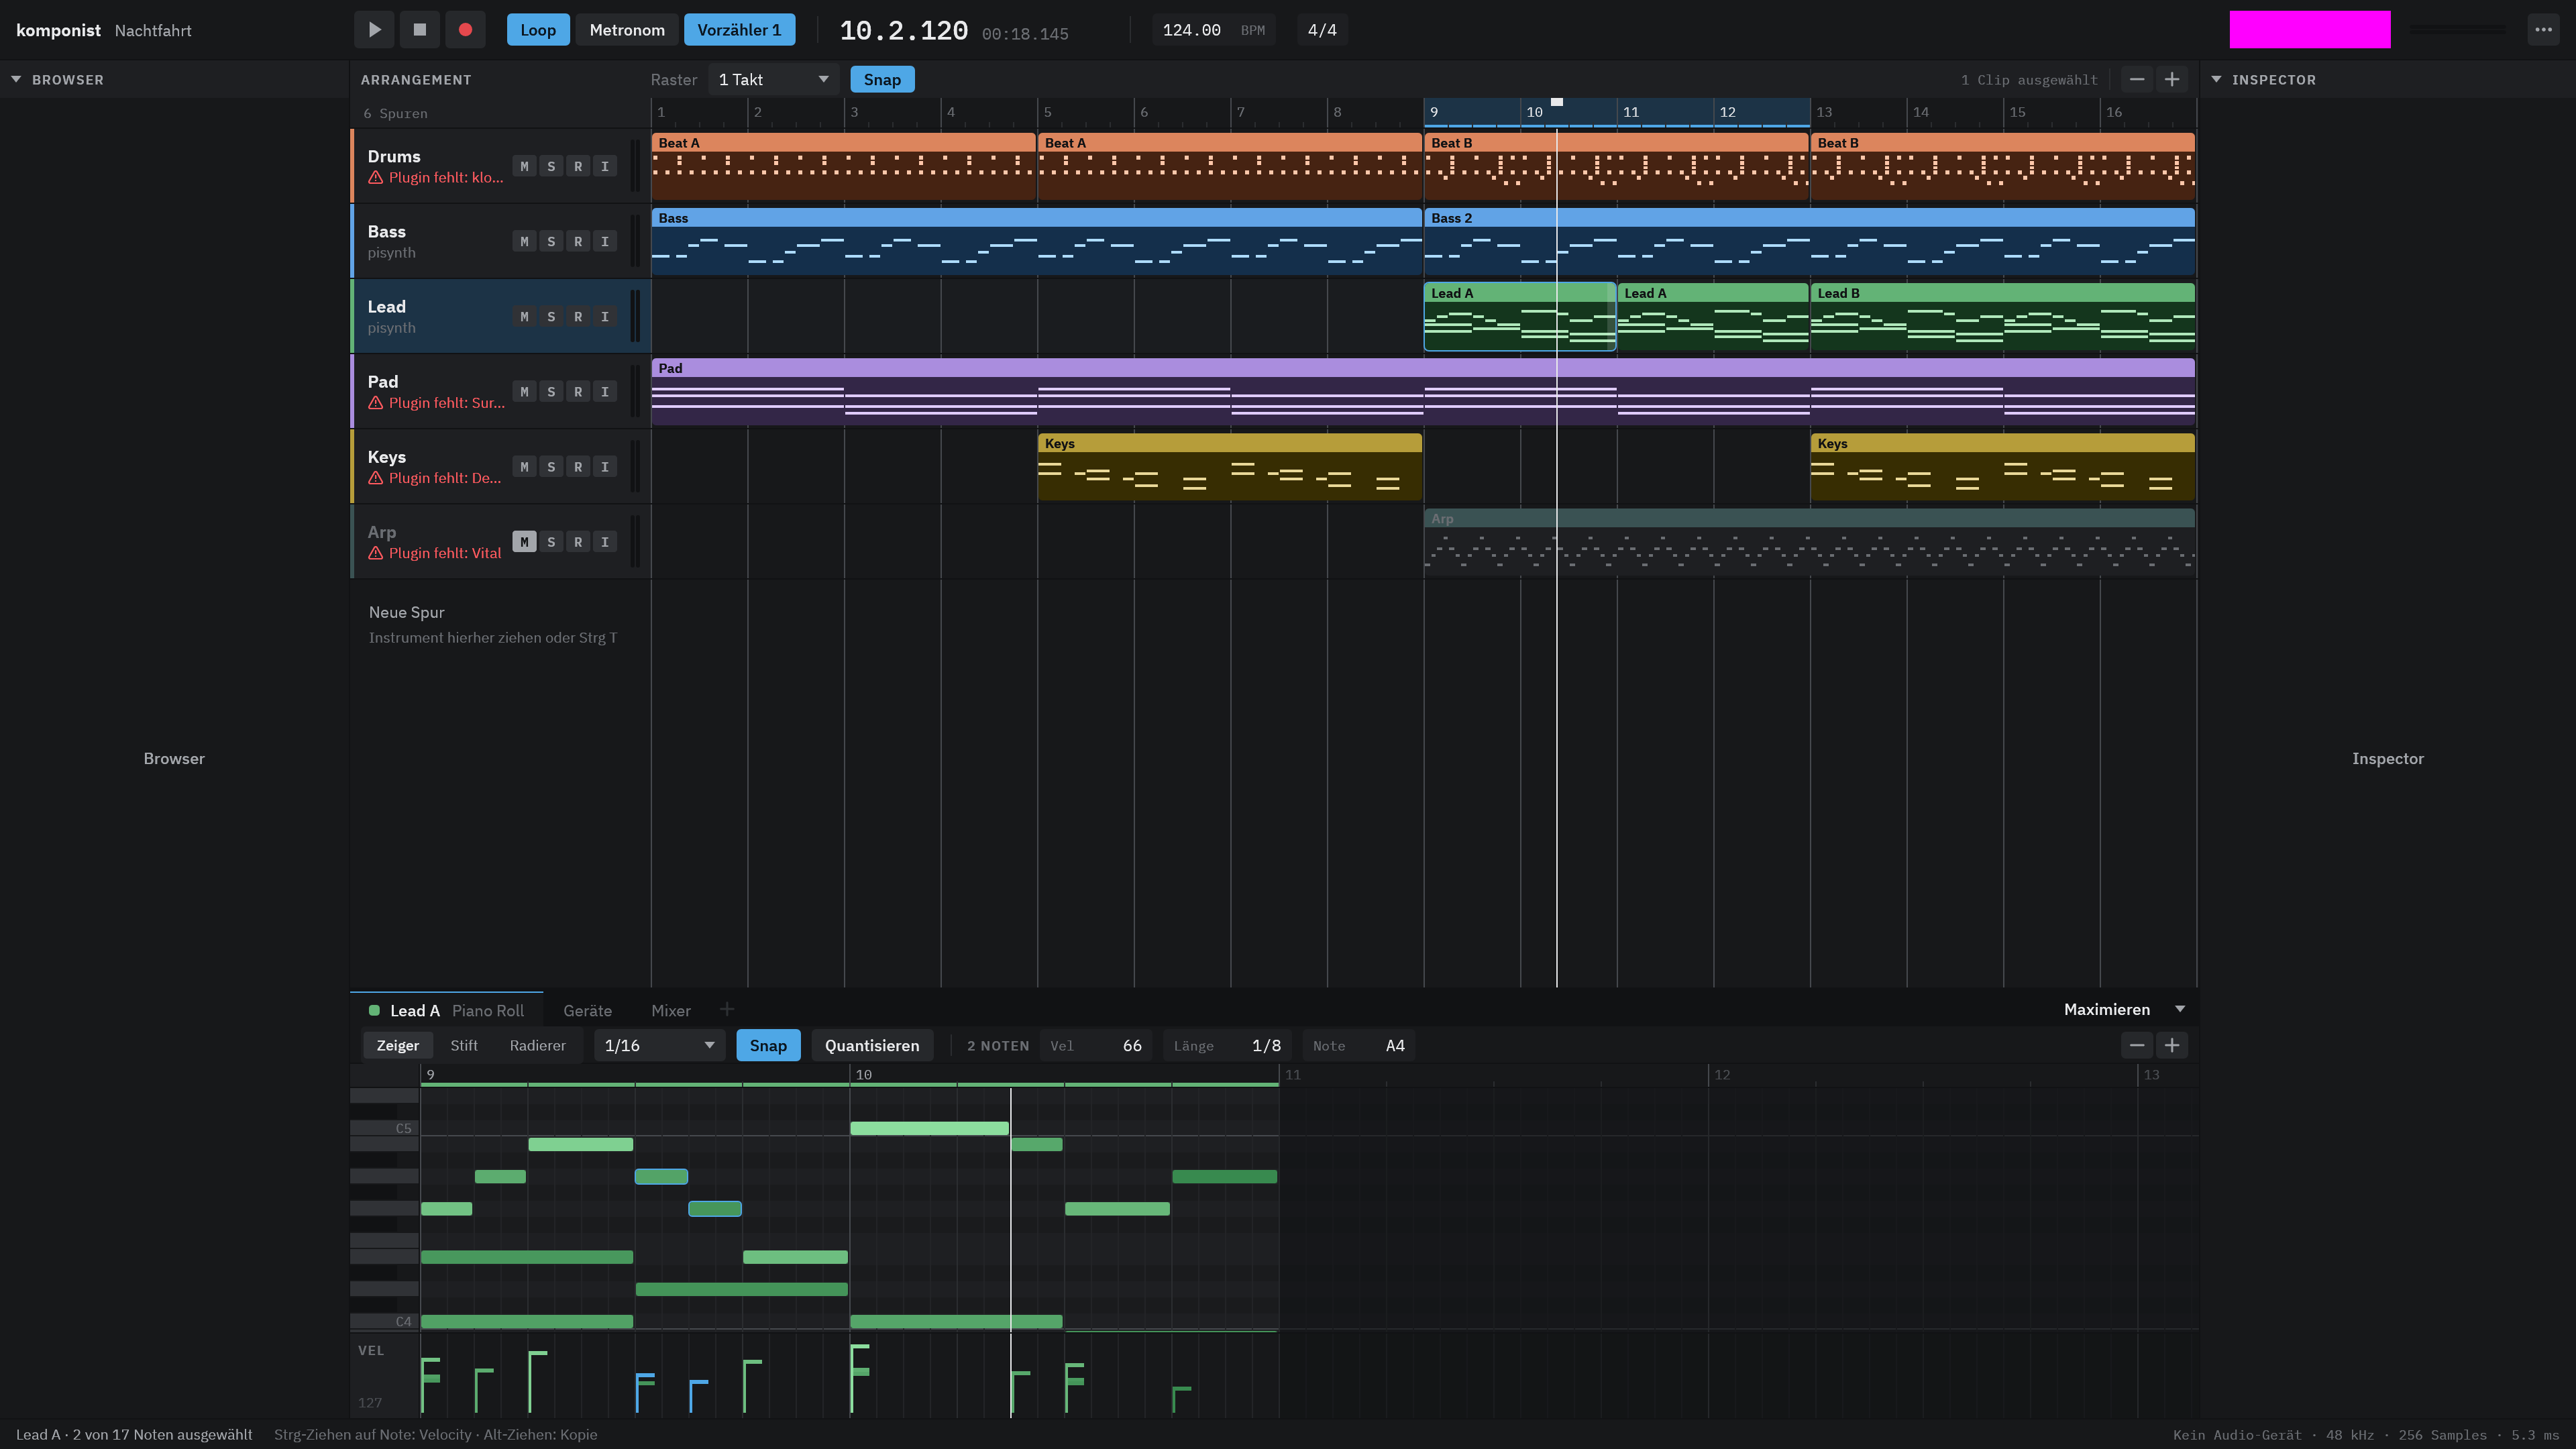 komponist Nachtfahrt Loop Metronom Vorzähler 1 10.2.120 00:18.145 124.00 BPM 4/4
BROWSER ARRANGEMENT Raster 1 Takt Snap 1 Clip ausgewählt INSPECTOR
6 Spuren 1 2 3 4 5 6 7 8 9 10 11 12 13 14 15 16
Drums
Plugin fehlt: klo...
M S R I
Beat A Beat A Beat B Beat B
Bass
pisynth
M S R I
Bass Bass 2
Lead
pisynth
M S R I
Lead A Lead A Lead B
Pad
Plugin fehlt: Sur...
M S R I
Pad
Keys
Plugin fehlt: De...
M S R I
Keys Keys
Arp
Plugin fehlt: Vital
M S R I
Arp
Neue Spur
Instrument hierher ziehen oder Strg T
Browser
Inspector
Lead A Piano Roll Geräte Mixer Maximieren
Zeiger Stift Radierer 1/16 Snap Quantisieren 2 NOTEN Vel 66 Länge 1/8 Note A4
9 10 11 12 13
C5
C4
VEL
127
Lead A · 2 von 17 Noten ausgewählt Strg-Ziehen auf Note: Velocity · Alt-Ziehen: Kopie Kein Audio-Gerät · 48 kHz · 256 Samples · 5.3 ms